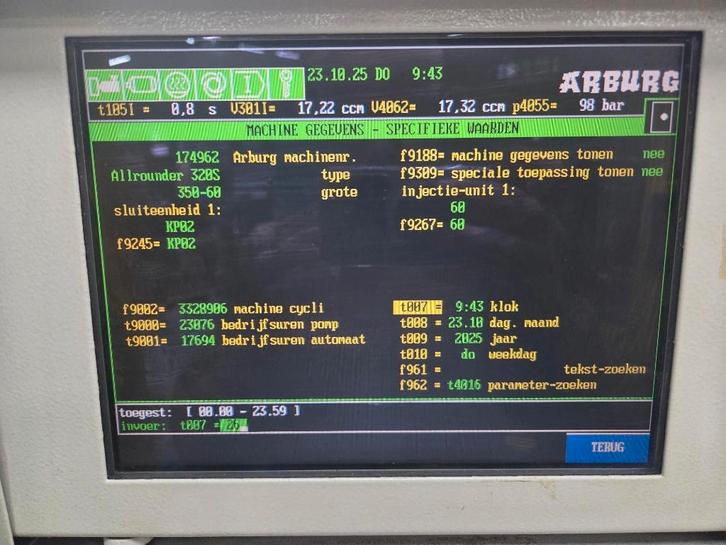 23.10.25 DO 9:43
ARBURG
t105I = 0,8 s V301I= 17,22 ccm V4062= 17,32 ccm p4055= 98 bar
MACHINE GEGEVENS - SPECIFIEKE WAARDEN
174962 Arburg machinenr. f9188= machine gegevens tonen nee
Allrounder 320S type f9309= speciale toepassing tonen nee
350-60 grote injectie-unit 1:
sluiteenheid 1: 60
KP02 f9267= 60
f9245= KP02
f9002= 3328906 machine cycli t007 = 9:43 klok
t9000= 23076 bedrijfsuren pomp t008 = 23.10 dag. maand
t9001= 17694 bedrijfsuren automaat t009 = 2025 jaar
t010 = do weekdag
f961 = tekst-zoeken
f962 = t4016 parameter-zoeken
toegest: [ 00.00 - 23.59 ]
invoer: t007 =
TERUG